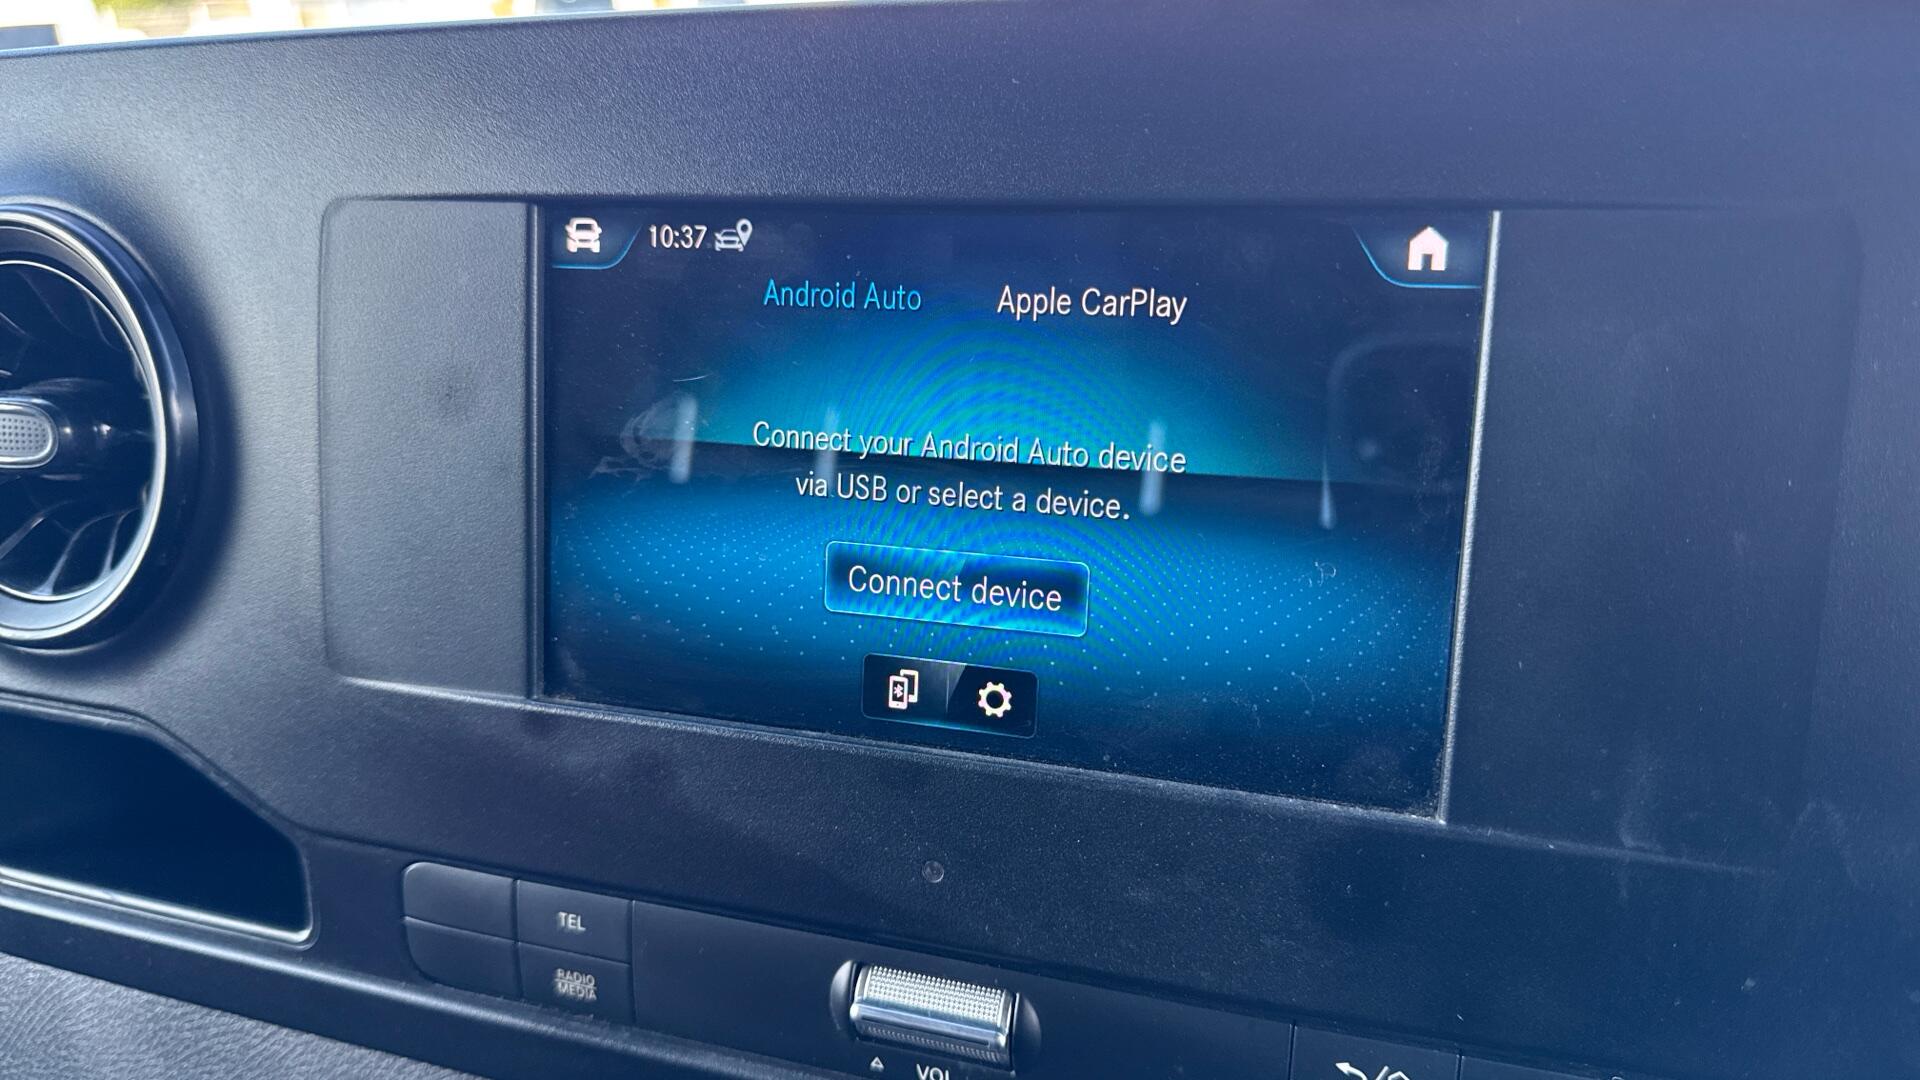 10:37
Android Auto
Apple CarPlay
Connect your Android Auto device
via USB or select a device.
Connect device
TEL
RADIO
MEDIA
VOL